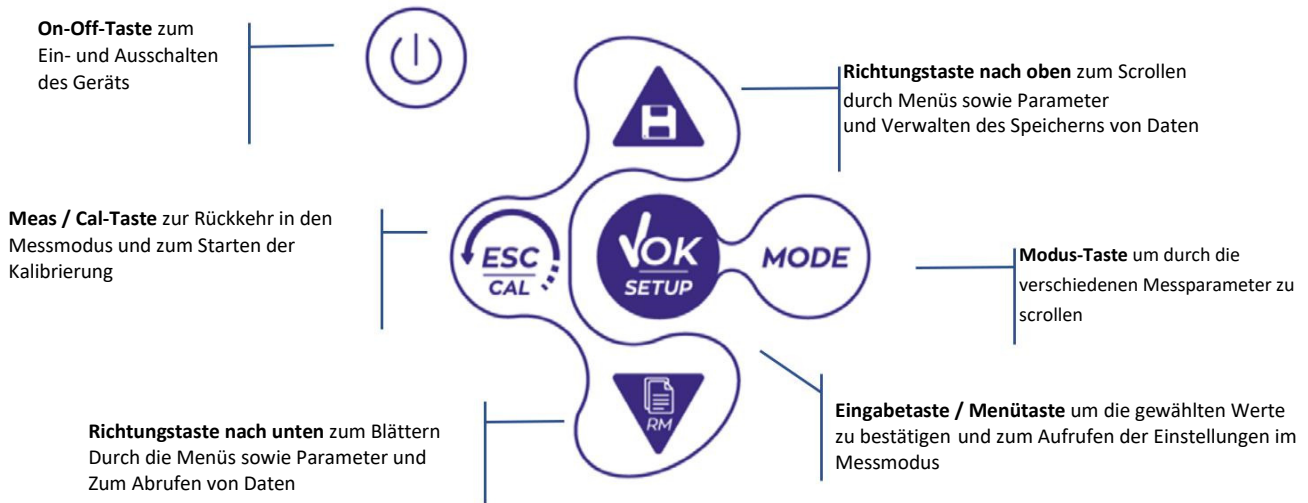 On-Off-Taste zum
Ein- und Ausschalten
des Geräts
Richtungstaste nach oben zum Scrollen
durch Menüs sowie Parameter
und Verwalten des Speicherns von Daten
Meas / Cal-Taste zur Rückkehr in den
Messmodus und zum Starten der
Kalibrierung
ESC
CAL
OK
SETUP
MODE
Modus-Taste um durch die
verschiedenen Messparameter zu
scrollen
RM
Richtungstaste nach unten zum Blättern
Durch die Menüs sowie Parameter und
Zum Abrufen von Daten
Eingabetaste / Menütaste um die gewählten Werte
zu bestätigen und zum Aufrufen der Einstellungen im
Messmodus